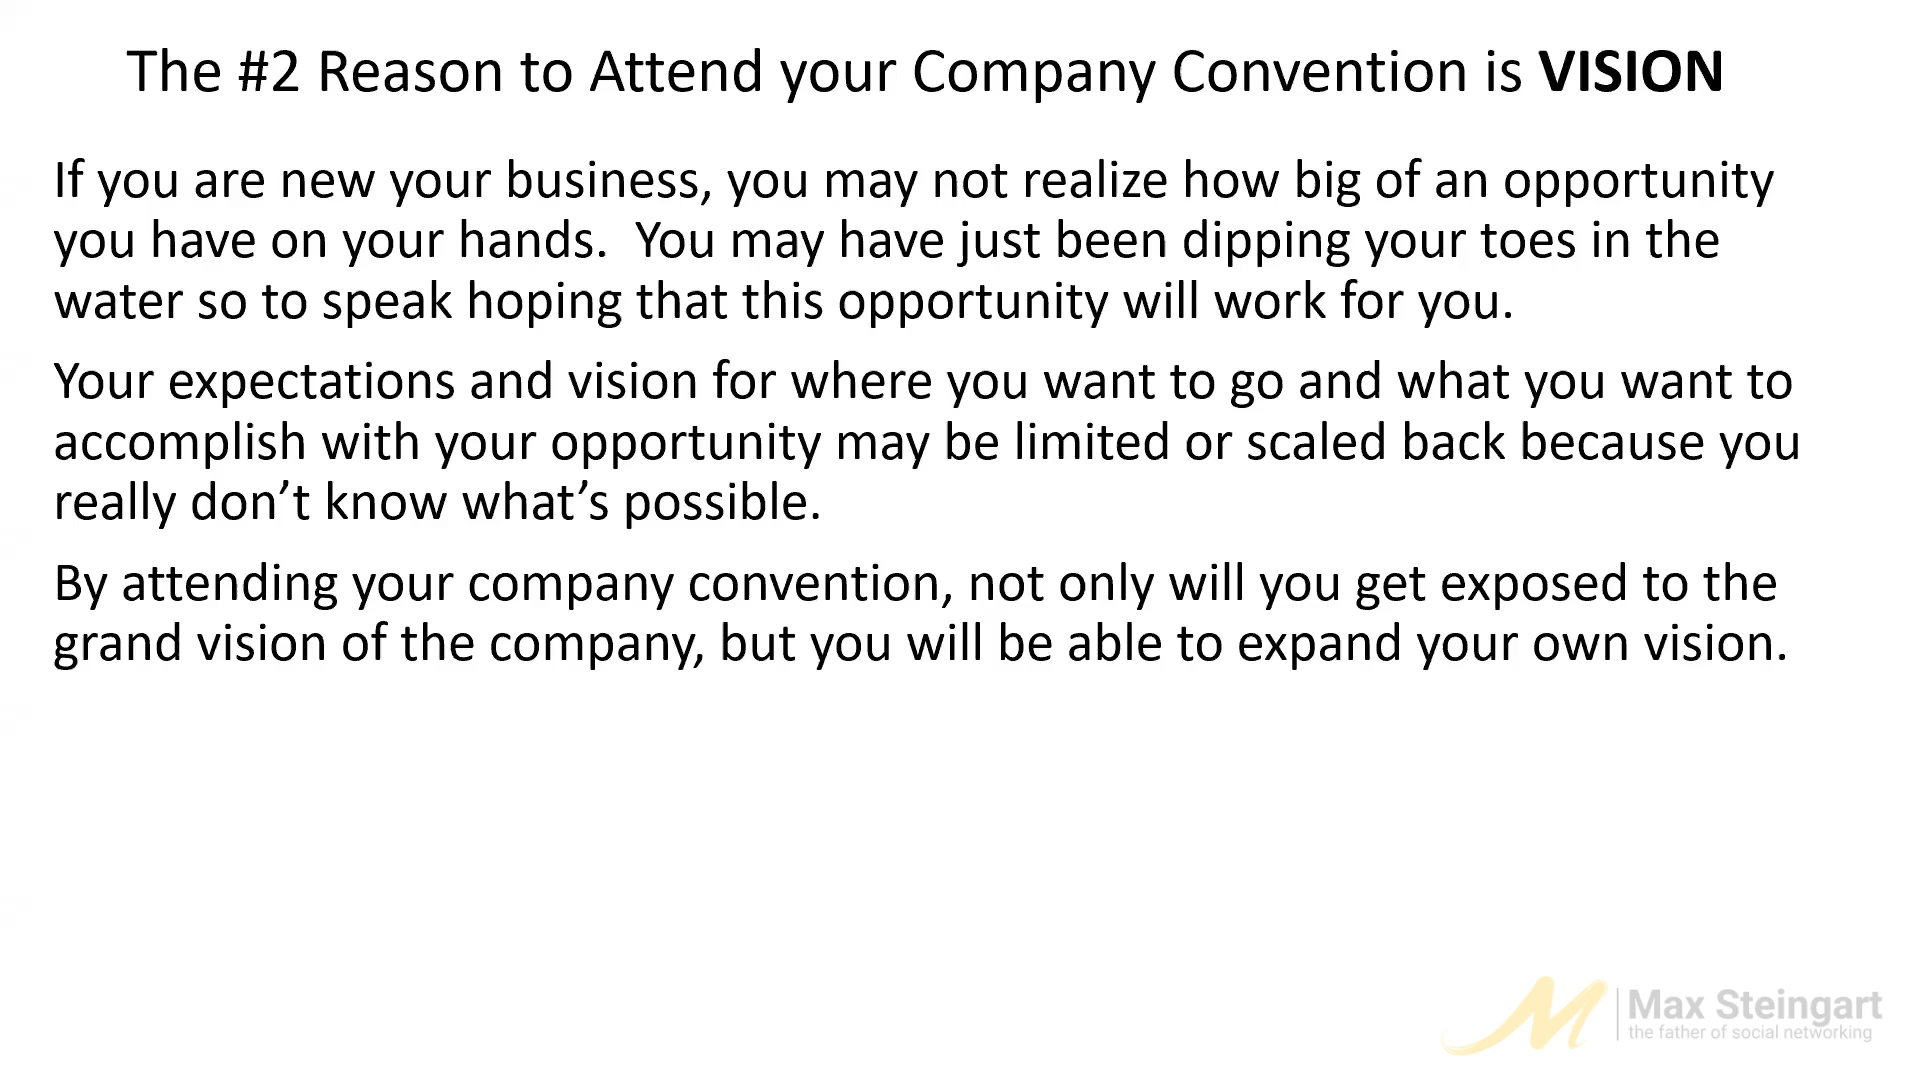 The #2 Reason to Attend your Company Convention is VISION
If you are new your business, you may not realize how big of an opportunity
you have on your hands.  You may have just been dipping your toes in the
water so to speak hoping that this opportunity will work for you.
Your expectations and vision for where you want to go and what you want to
accomplish with your opportunity may be limited or scaled back because you
really don’t know what’s possible.
By attending your company convention, not only will you get exposed to the
grand vision of the company, but you will be able to expand your own vision.
M
Max Steingart
the father of social networking